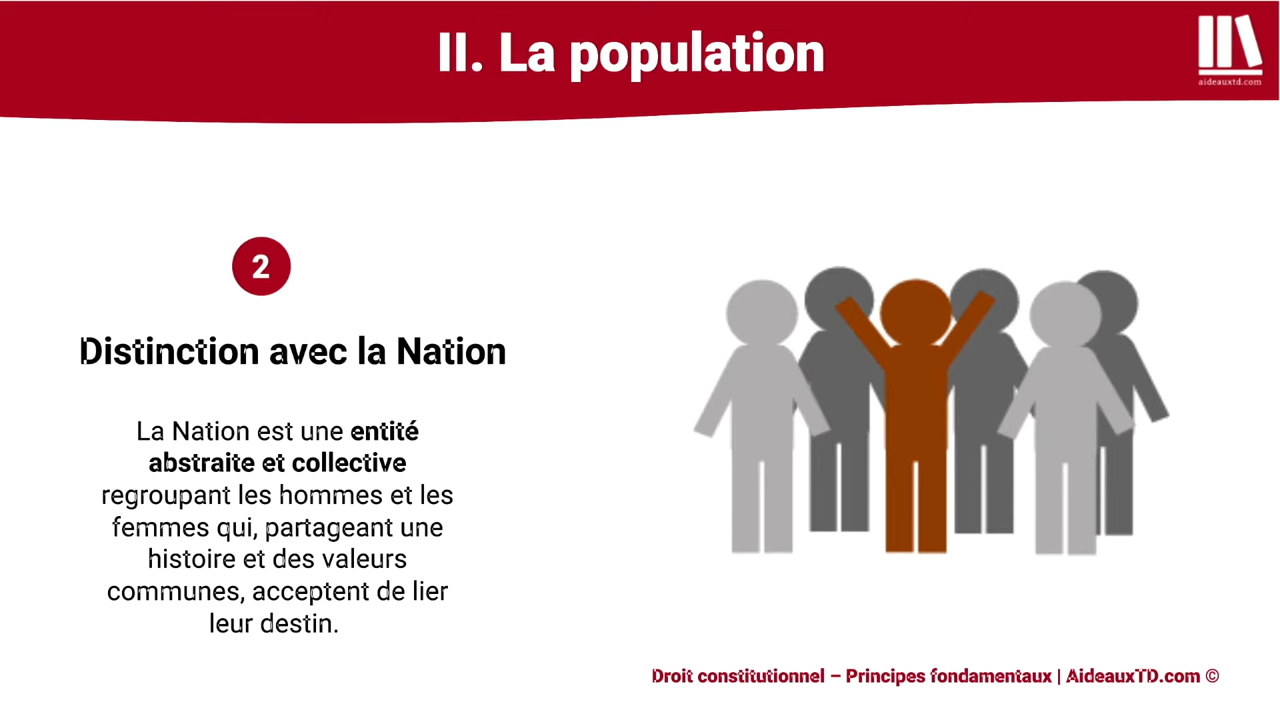 II. La population
aideauxtd.com
2
Distinction avec la Nation
La Nation est une entité
abstraite et collective
regroupant les hommes et les
femmes qui, partageant une
histoire et des valeurs
communes, acceptent de lier
leur destin.
Droit constitutionnel – Principes fondamentaux | AideauxTD.com ©